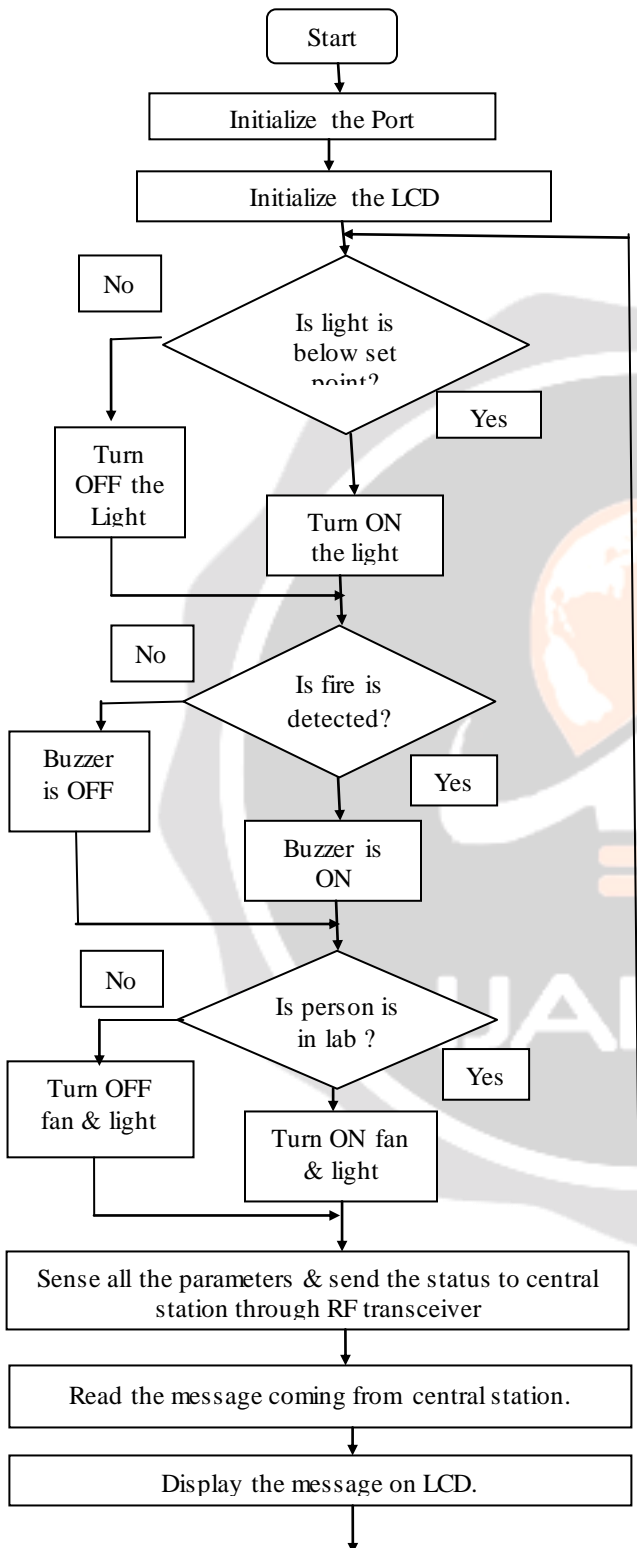 Start
Initialize the Port
Initialize the LCD
No
Is light is
below set
point?
Yes
Turn
OFF the
Light
Turn ON
the light
No
Is fire is
detected?
Buzzer
is OFF
Yes
Buzzer is
ON
No
Is person is
in lab ?
Yes
Turn OFF
fan & light
Turn ON fan
& light
Sense all the parameters & send the status to central
station through RF transceiver
Read the message coming from central station.
Display the message on LCD.